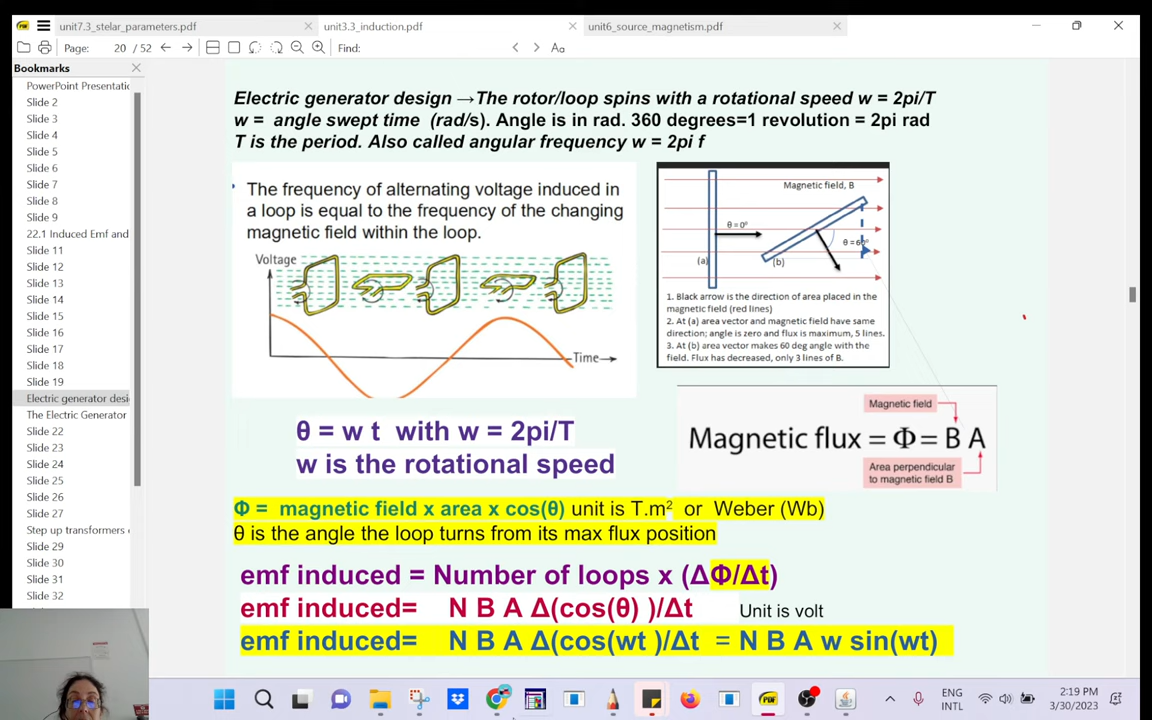 unit7.3_stelar_parameters.pdf
unit3.3_induction.pdf
unit6_source_magnetism.pdf
Page: 20 / 52
Find:
Aa
Bookmarks
PowerPoint Presentatic
Slide 2
Slide 3
Slide 4
Slide 5
Slide 6
Slide 7
Slide 8
Slide 9
22.1 Induced Emf and
Slide 11
Slide 12
Slide 13
Slide 14
Slide 15
Slide 16
Slide 17
Slide 18
Slide 19
Electric generator desi
The Electric Generator
Slide 22
Slide 23
Slide 24
Slide 25
Slide 26
Slide 27
Step up transformers
Slide 29
Slide 30
Slide 31
Slide 32
Electric generator design →The rotor/loop spins with a rotational speed w = 2pi/T
w = angle swept time (rad/s). Angle is in rad. 360 degrees=1 revolution = 2pi rad
T is the period. Also called angular frequency w = 2pi f
The frequency of alternating voltage induced in
a loop is equal to the frequency of the changing
magnetic field within the loop.
Voltage
Time
Magnetic field, B
θ = 0°
θ = 60°
(a)
(b)
1. Black arrow is the direction of area placed in the
magnetic field (red lines)
2. At (a) area vector and magnetic field have same
direction; angle is zero and flux is maximum, 5 lines.
3. At (b) area vector makes 60 deg angle with the
field. Flux has decreased, only 3 lines of B.
θ = w t with w = 2pi/T
w is the rotational speed
Magnetic field
Magnetic flux = Φ = B A
Area perpendicular
to magnetic field B
Φ = magnetic field x area x cos(θ) unit is T.m² or Weber (Wb)
θ is the angle the loop turns from its max flux position
emf induced = Number of loops x (ΔΦ/Δt)
emf induced= N B A Δ(cos(θ) )/Δt Unit is volt
emf induced= N B A Δ(cos(wt )/Δt = N B A w sin(wt)
ENG
INTL
2:19 PM
3/30/2023